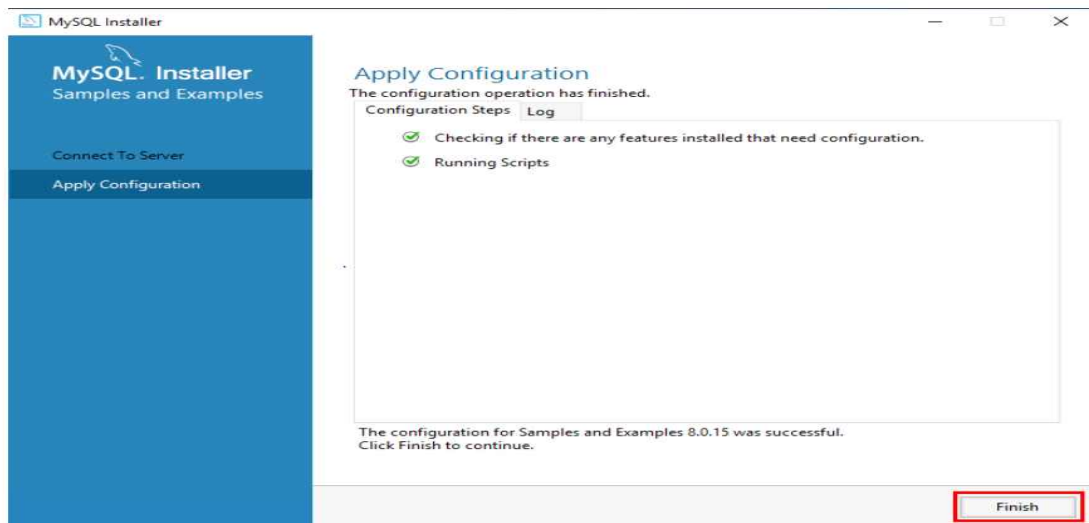 MySQL Installer
MySQL. Installer
Samples and Examples
Connect To Server
Apply Configuration
Apply Configuration
The configuration operation has finished.
Configuration Steps Log
Checking if there are any features installed that need configuration.
Running Scripts
The configuration for Samples and Examples 8.0.15 was successful.
Click Finish to continue.
Finish